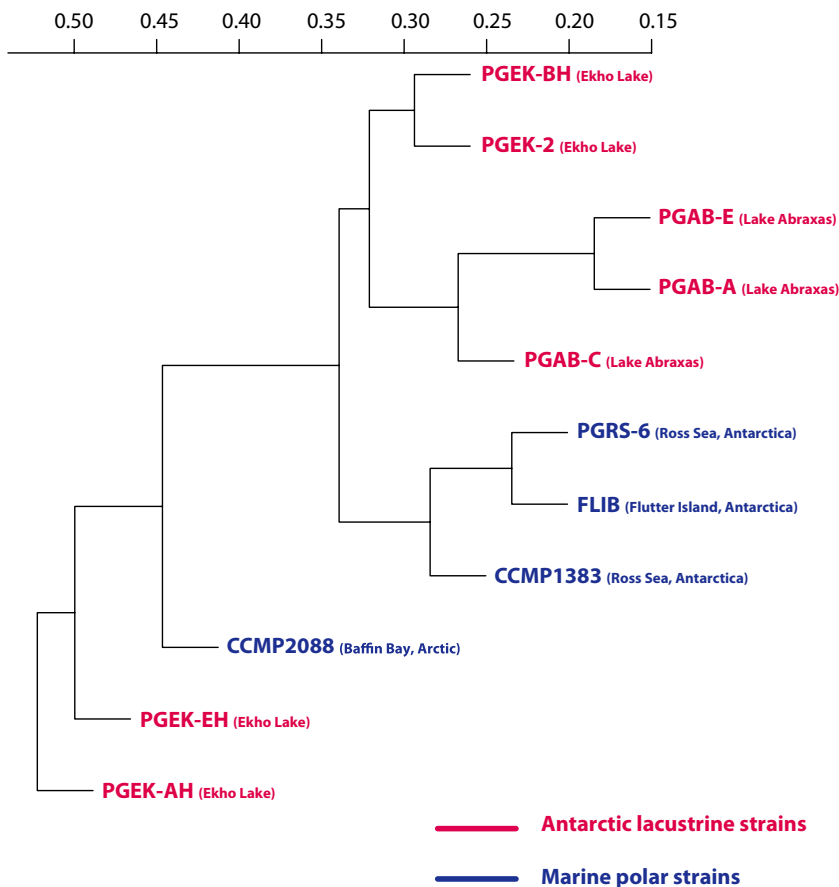 0.50 0.45 0.40 0.35 0.30 0.25 0.20 0.15
PGEK-BH (Ekho Lake)
PGEK-2 (Ekho Lake)
PGAB-E (Lake Abraxas)
PGAB-A (Lake Abraxas)
PGAB-C (Lake Abraxas)
PGRS-6 (Ross Sea, Antarctica)
FLIB (Flutter Island, Antarctica)
CCMP1383 (Ross Sea, Antarctica)
CCMP2088 (Baffin Bay, Arctic)
PGEK-EH (Ekho Lake)
PGEK-AH (Ekho Lake)
Antarctic lacustrine strains
Marine polar strains